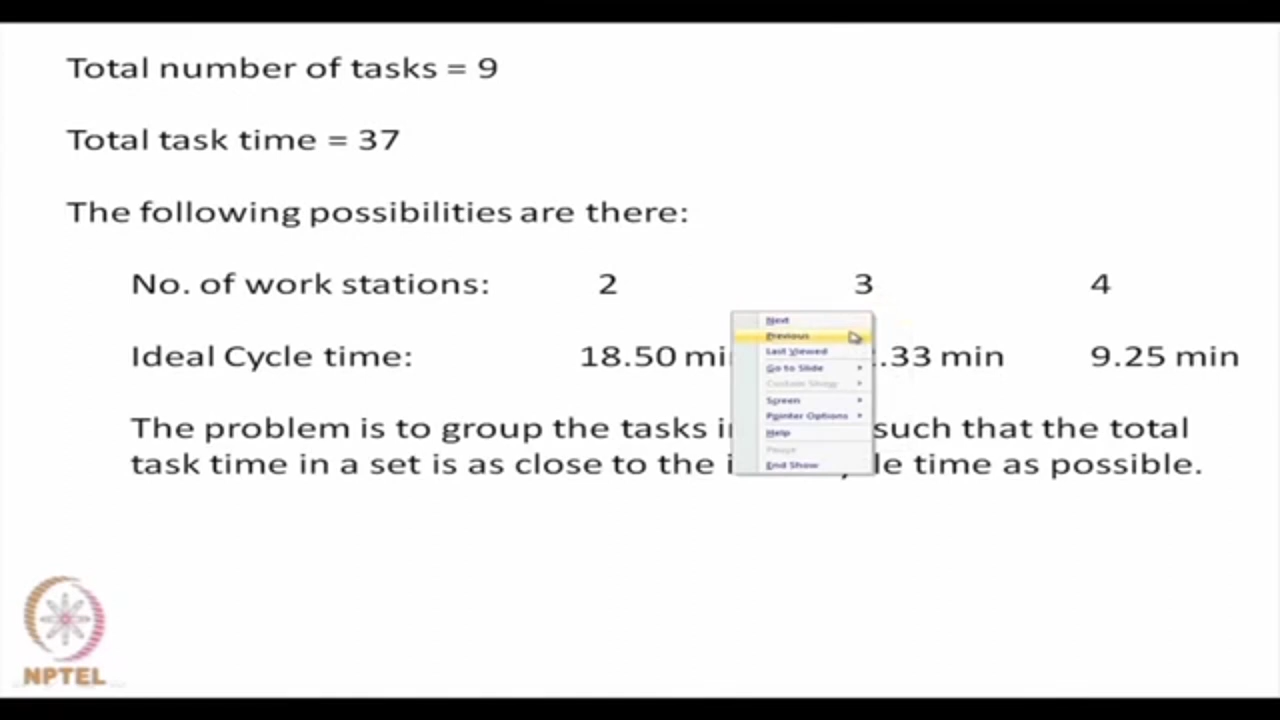 Total number of tasks = 9
Total task time = 37
The following possibilities are there:
No. of work stations: 2 3 4
Ideal Cycle time: 18.50 mi .33 min 9.25 min
Next
Previous
Last Viewed
Go to Slide
Custom Show
Screen
Pointer Options
Help
Pause
End Show
The problem is to group the tasks i such that the total
task time in a set is as close to the i le time as possible.
NPTEL